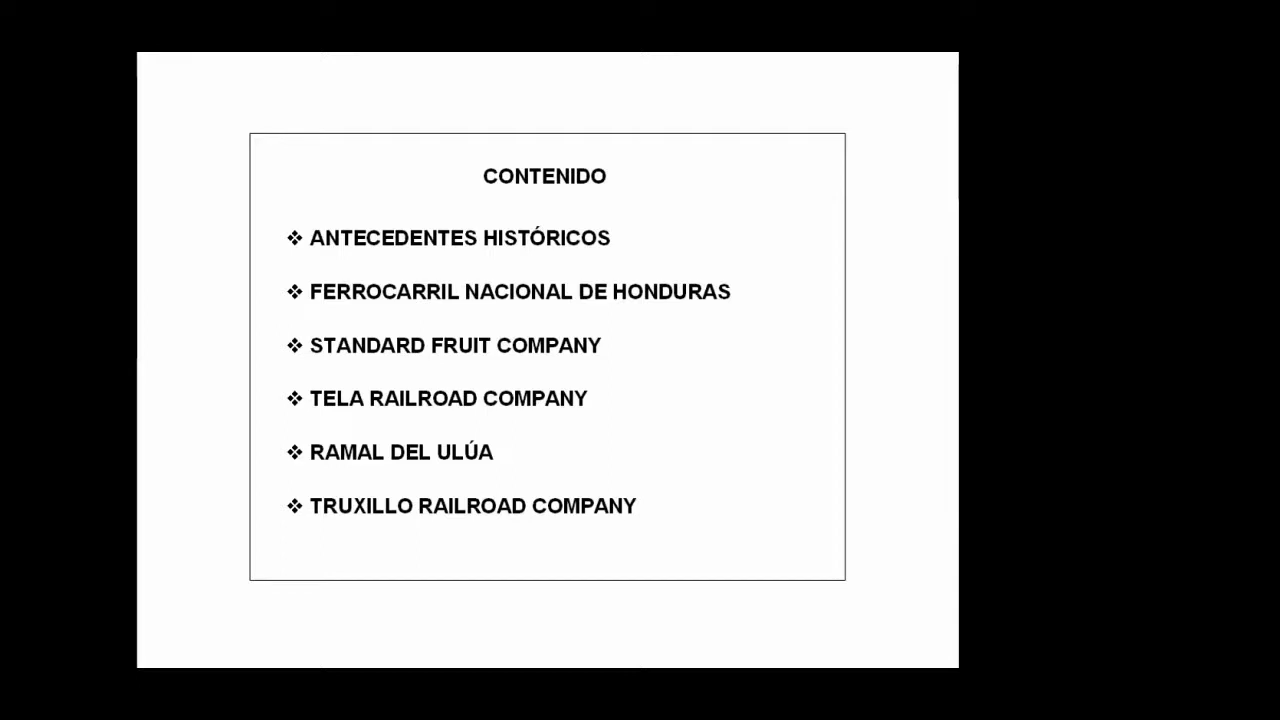 CONTENIDO
❖ ANTECEDENTES HISTÓRICOS
❖ FERROCARRIL NACIONAL DE HONDURAS
❖ STANDARD FRUIT COMPANY
❖ TELA RAILROAD COMPANY
❖ RAMAL DEL ULÚA
❖ TRUXILLO RAILROAD COMPANY